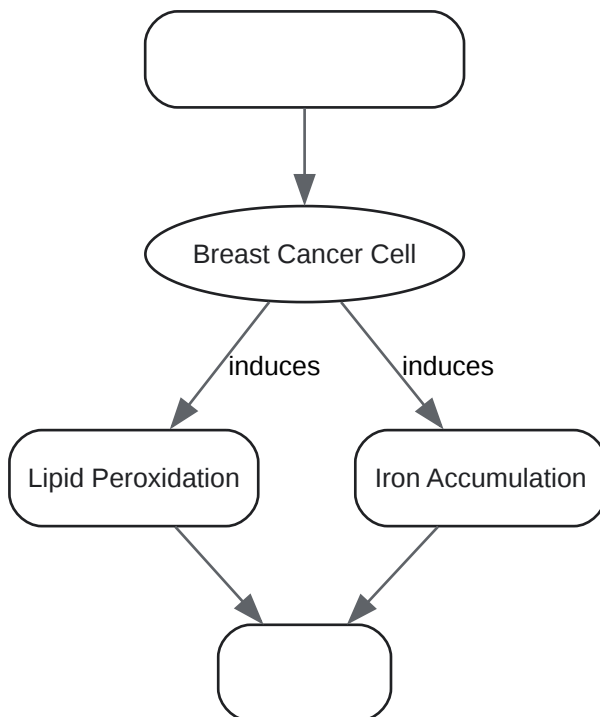 Breast Cancer Cell
induces
induces
Lipid Peroxidation
Iron Accumulation